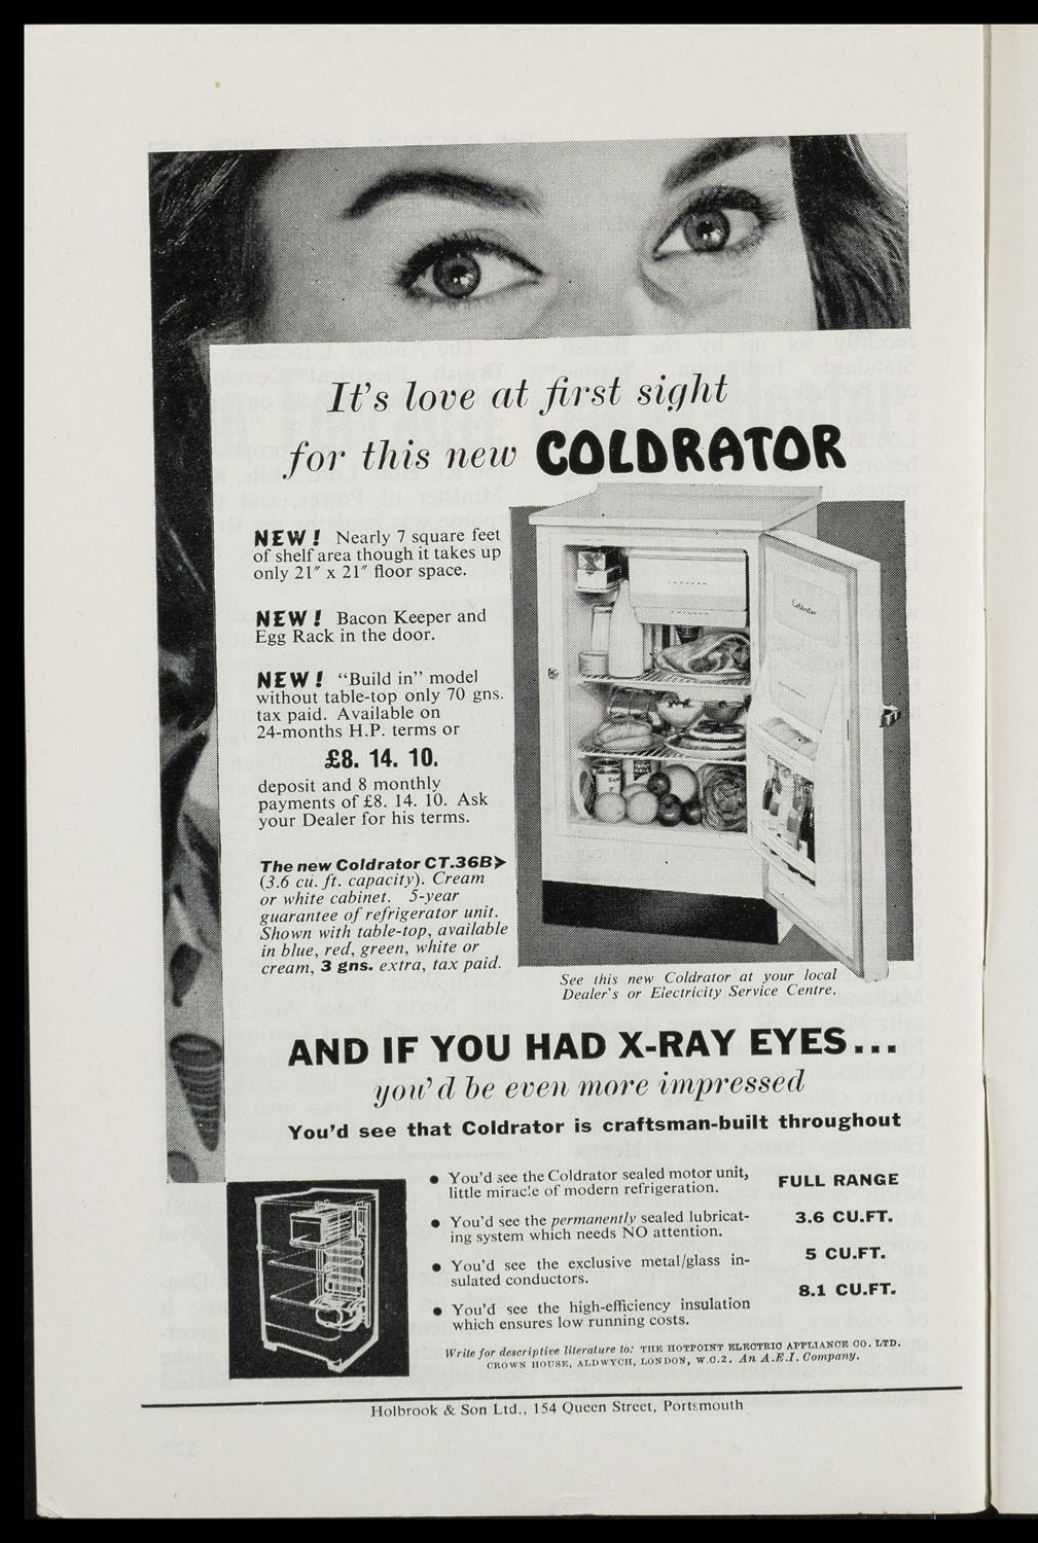 It's love at first sight
for this new COLDRATOR
NEW! Nearly 7 square feet
of shelf area though it takes up
only 21″ x 21″ floor space.
NEW! Bacon Keeper and
Egg Rack in the door.
NEW! “Build in” model
without table-top only 70 gns.
tax paid. Available on
24-months H.P. terms or
£8. 14. 10.
deposit and 8 monthly
payments of £8. 14. 10. Ask
your Dealer for his terms.
The new Coldrator CT.36B➤
(3.6 cu. ft. capacity). Cream
or white cabinet. 5-year
guarantee of refrigerator unit.
Shown with table-top, available
in blue, red, green, white or
cream, 3 gns. extra, tax paid.
Coldrator
See this new Coldrator at your local
Dealer's or Electricity Service Centre.
AND IF YOU HAD X-RAY EYES...
you'd be even more impressed
You'd see that Coldrator is craftsman-built throughout
● You'd see the Coldrator sealed motor unit,
little miracle of modern refrigeration.
● You'd see the permanently sealed lubricat-
ing system which needs NO attention.
● You'd see the exclusive metal/glass in-
sulated conductors.
● You'd see the high-efficiency insulation
which ensures low running costs.
FULL RANGE
3.6 CU.FT.
5 CU.FT.
8.1 CU.FT.
Write for descriptive literature to: THE HOTPOINT ELECTRIC APPLIANCE CO. LTD.
CROWN HOUSE, ALDWYCH, LONDON, W.C.2. An A.E.I. Company.
Holbrook & Son Ltd., 154 Queen Street, Portsmouth